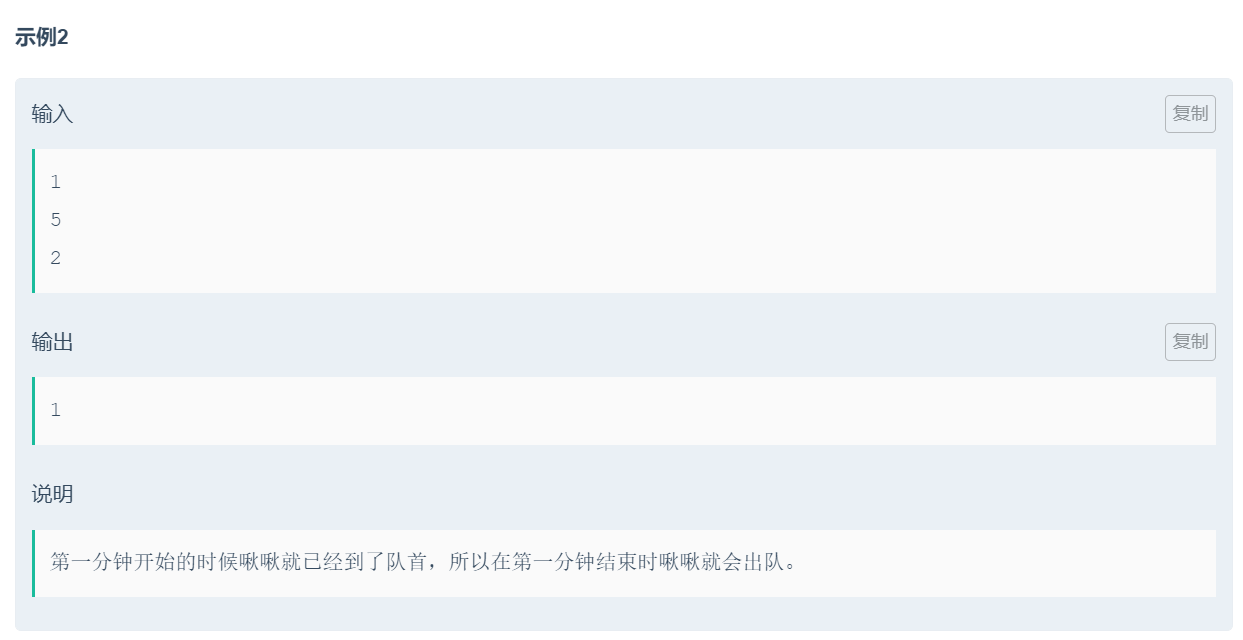 示例2
输入
复制
1
5
2
输出
复制
1
说明
第一分钟开始的时候啾啾就已经到了队首，所以在第一分钟结束时啾啾就会出队。